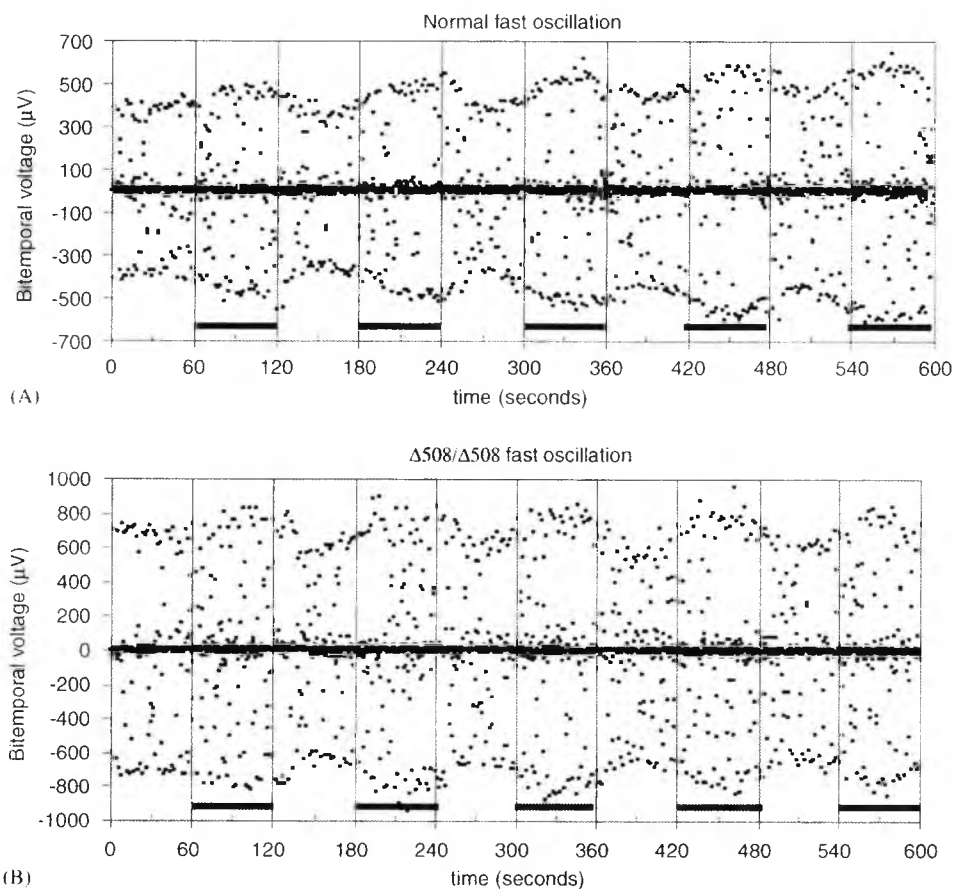 Normal fast oscillation
700
500
300
100
-100
-300
-500
-700
Bitemporal voltage (µV)
0 60 120 180 240 300 360 420 480 540 600
time (seconds)
(A)
Δ508/Δ508 fast oscillation
1000
800
600
400
200
0
-200
-400
-600
-800
-1000
Bitemporal voltage (µV)
0 60 120 180 240 300 360 420 480 540 600
time (seconds)
(B)